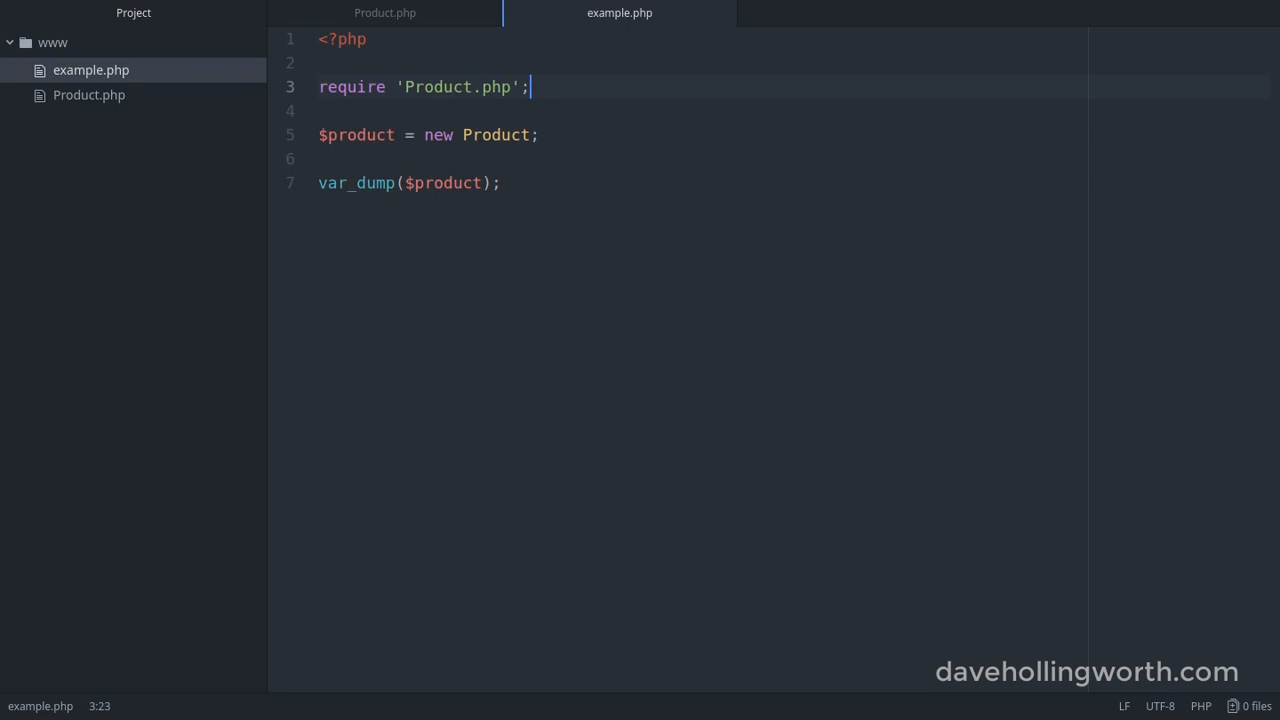 Project
Product.php
example.php
www
example.php
Product.php
1 <?php
2
3 require 'Product.php';
4
5 $product = new Product;
6
7 var_dump($product);
davehollingworth.com
example.php 3:23 LF UTF-8 PHP 0 files